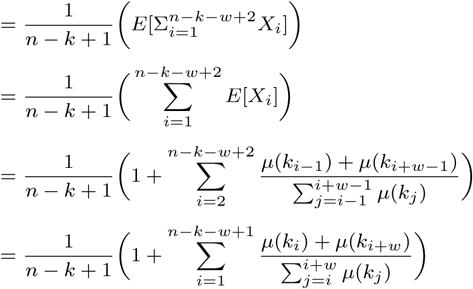 = \frac{1}{n-k+1}\left(E[\Sigma_{i=1}^{n-k-w+2} X_i]\right)
= \frac{1}{n-k+1}\left(\sum_{i=1}^{n-k-w+2} E[X_i]\right)
= \frac{1}{n-k+1}\left(1 + \sum_{i=2}^{n-k-w+2} \frac{\mu(k_{i-1}) + \mu(k_{i+w-1})}{\sum_{j=i-1}^{i+w-1} \mu(k_j)}\right)
= \frac{1}{n-k+1}\left(1 + \sum_{i=1}^{n-k-w+1} \frac{\mu(k_i) + \mu(k_{i+w})}{\sum_{j=i}^{i+w} \mu(k_j)}\right)